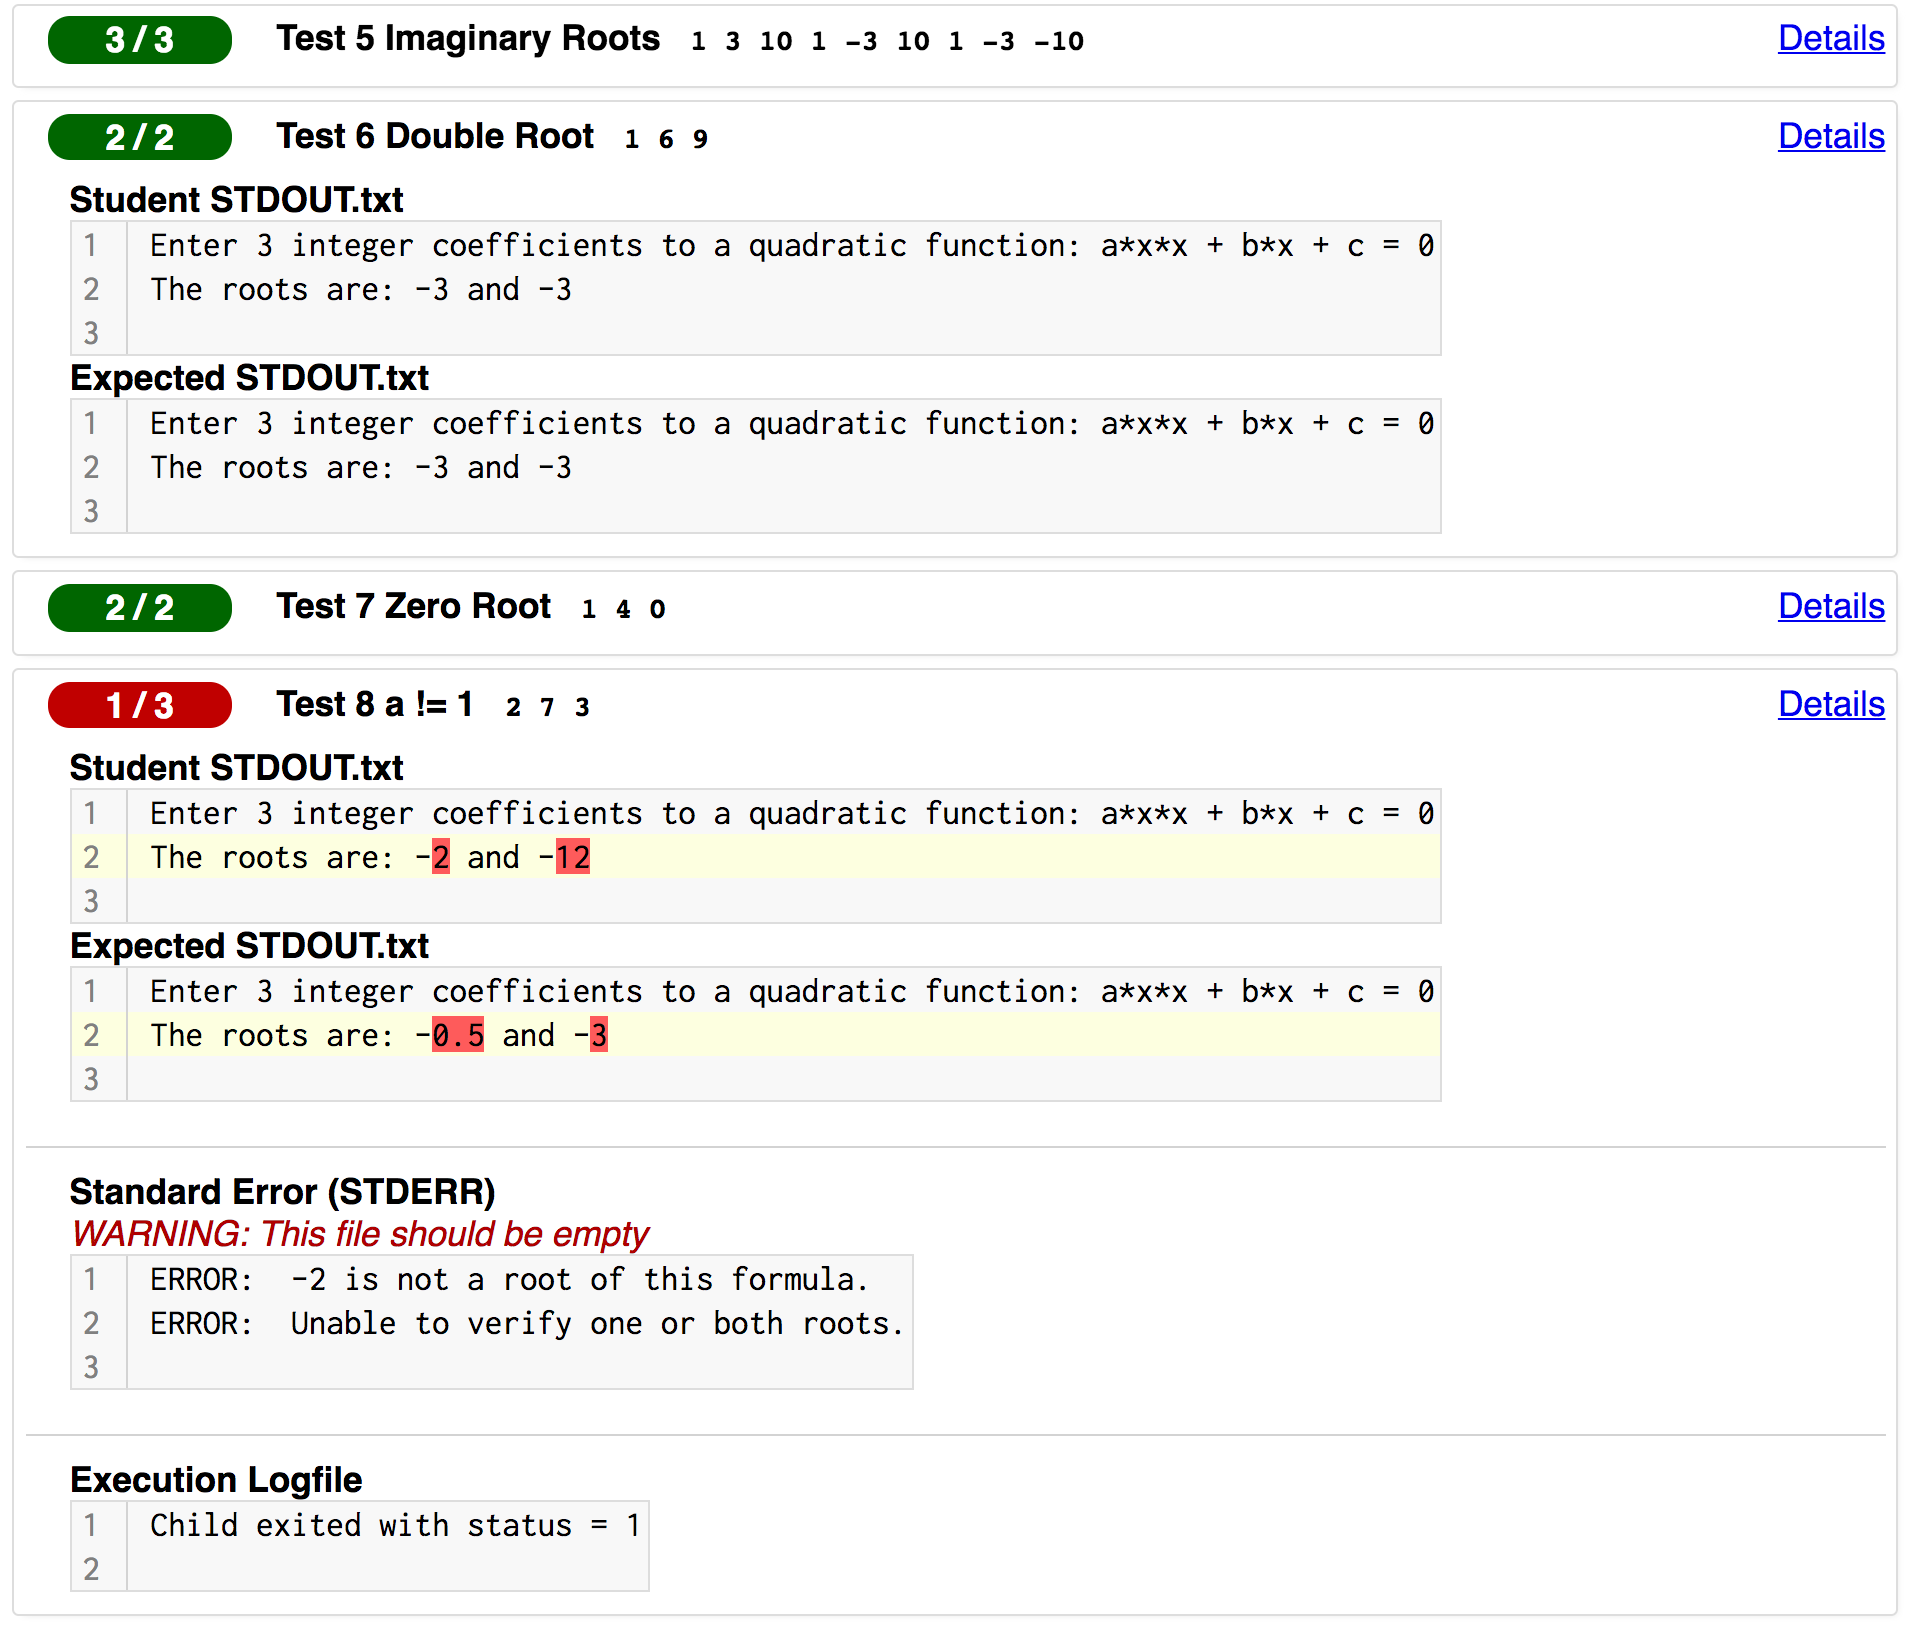 3 / 3 Test 5 Imaginary Roots 1 3 10 1 -3 10 1 -3 -10 Details
2 / 2 Test 6 Double Root 1 6 9 Details
Student STDOUT.txt
1 Enter 3 integer coefficients to a quadratic function: a*x*x + b*x + c = 0
2 The roots are: -3 and -3
3
Expected STDOUT.txt
1 Enter 3 integer coefficients to a quadratic function: a*x*x + b*x + c = 0
2 The roots are: -3 and -3
3
2 / 2 Test 7 Zero Root 1 4 0 Details
1 / 3 Test 8 a != 1 2 7 3 Details
Student STDOUT.txt
1 Enter 3 integer coefficients to a quadratic function: a*x*x + b*x + c = 0
2 The roots are: -2 and -12
3
Expected STDOUT.txt
1 Enter 3 integer coefficients to a quadratic function: a*x*x + b*x + c = 0
2 The roots are: -0.5 and -3
3
Standard Error (STDERR)
WARNING: This file should be empty
1 ERROR:  -2 is not a root of this formula.
2 ERROR:  Unable to verify one or both roots.
3
Execution Logfile
1 Child exited with status = 1
2